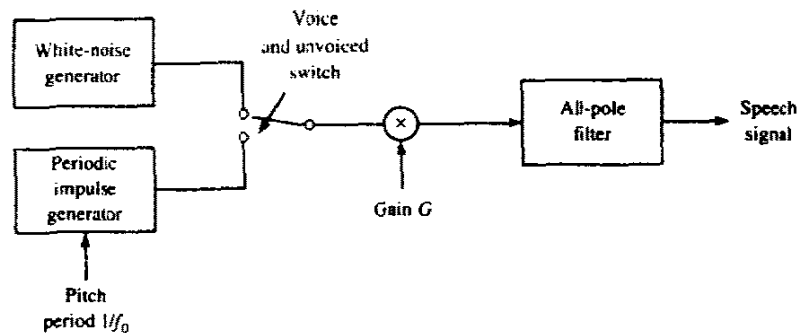 Voice
and unvoiced
switch
White-noise
generator
All-pole
filter
Speech
signal
×
Periodic
impulse
generator
Gain G
Pitch
period 1/f₀